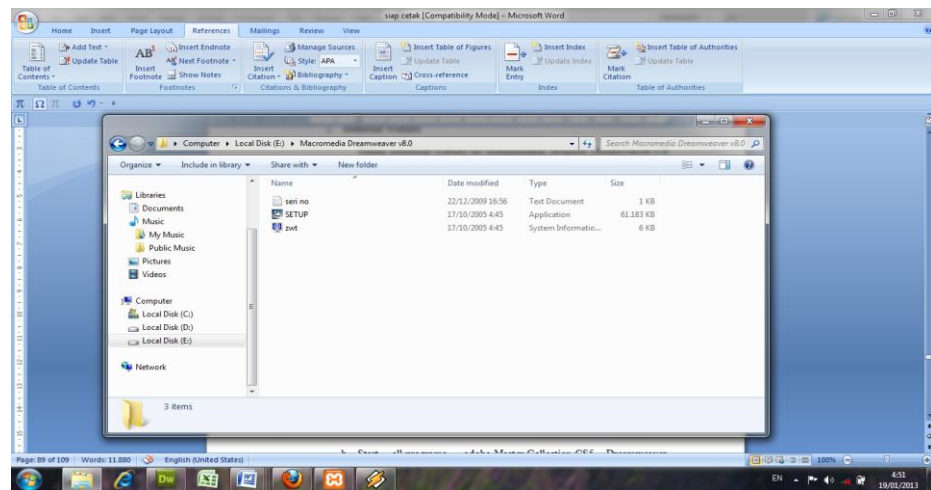 siap cetak [Compatibility Mode] - Microsoft Word
Home Insert Page Layout References Mailings Review View
Table of Contents
Add Text
Update Table
Table of Contents
AB¹
Insert Footnote
Insert Endnote
Next Footnote
Show Notes
Footnotes
Insert Citation
Manage Sources
Style: APA
Bibliography
Citations & Bibliography
Insert Caption
Insert Table of Figures
Update Table
Cross-reference
Captions
Mark Entry
Insert Index
Update Index
Index
Mark Citation
Insert Table of Authorities
Update Table
Table of Authorities
π Ω π
Computer Local Disk (E:) Macromedia Dreamweaver v8.0
Search Macromedia Dreamweaver v8.0
Organize Include in library Share with New folder
Libraries
Documents
Music
My Music
Public Music
Pictures
Videos
Computer
Local Disk (C:)
Local Disk (D:)
Local Disk (E:)
Network
Name Date modified Type Size
seri no 22/12/2009 16:56 Text Document 1 KB
SETUP 17/10/2005 4:45 Application 61.183 KB
zwt 17/10/2005 4:45 System Informatio... 6 KB
3 items
Page: 89 of 109 Words: 11.880 English (United States) 100%
Dw
EN
4:51
19/01/2013